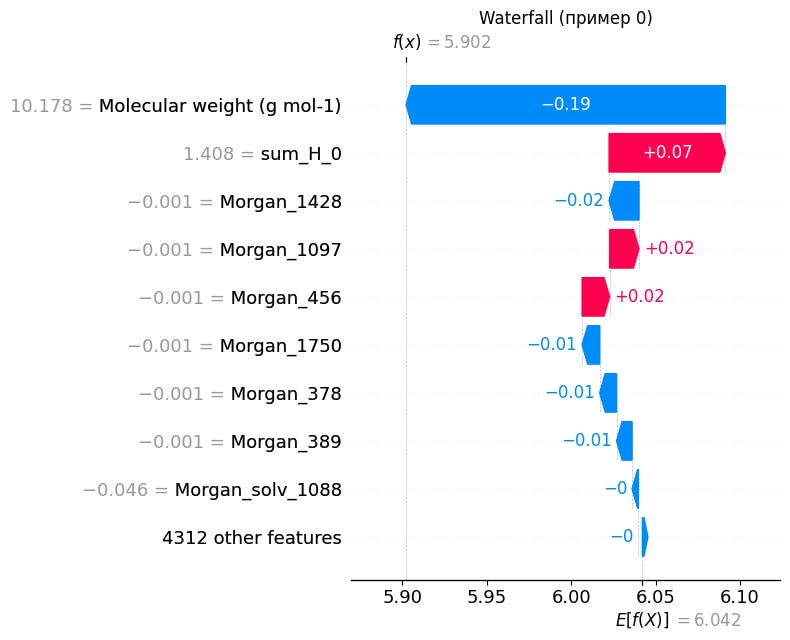 Waterfall (пример 0)
f(x) = 5.902
10.178 = Molecular weight (g mol-1)
−0.19
1.408 = sum_H_0
+0.07
−0.001 = Morgan_1428
−0.02
−0.001 = Morgan_1097
+0.02
−0.001 = Morgan_456
+0.02
−0.001 = Morgan_1750
−0.01
−0.001 = Morgan_378
−0.01
−0.001 = Morgan_389
−0.01
−0.046 = Morgan_solv_1088
−0
4312 other features
−0
5.90 5.95 6.00 6.05 6.10
E[f(X)] = 6.042